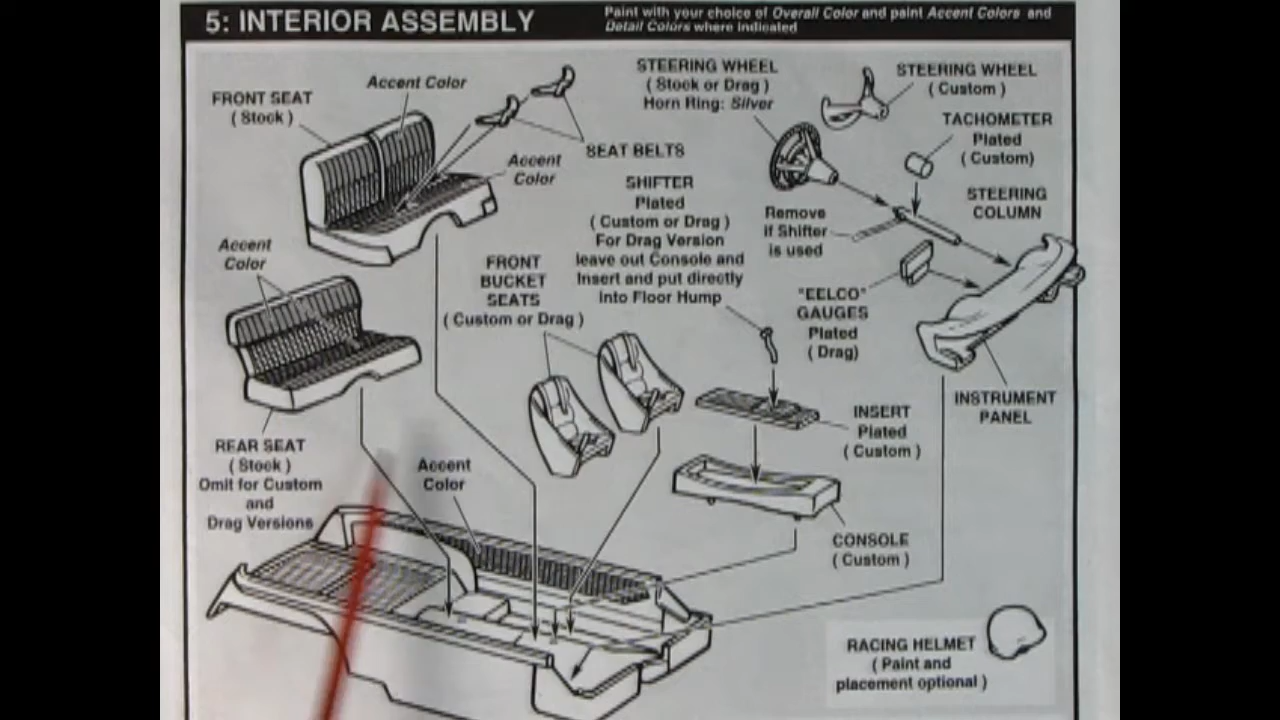 5: INTERIOR ASSEMBLY
Paint with your choice of Overall Color and paint Accent Colors and
Detail Colors where indicated
FRONT SEAT
( Stock )
Accent Color
SEAT BELTS
Accent
Color
STEERING WHEEL
( Stock or Drag )
Horn Ring: Silver
STEERING WHEEL
( Custom )
TACHOMETER
Plated
( Custom)
STEERING
COLUMN
Remove
if Shifter
is used
SHIFTER
Plated
( Custom or Drag )
For Drag Version
leave out Console and
Insert and put directly
into Floor Hump
Accent
Color
FRONT
BUCKET
SEATS
( Custom or Drag )
"EELCO"
GAUGES
Plated
( Drag)
INSTRUMENT
PANEL
INSERT
Plated
( Custom )
REAR SEAT
( Stock )
Omit for Custom
and
Drag Versions
Accent
Color
CONSOLE
( Custom )
RACING HELMET
( Paint and
placement optional )